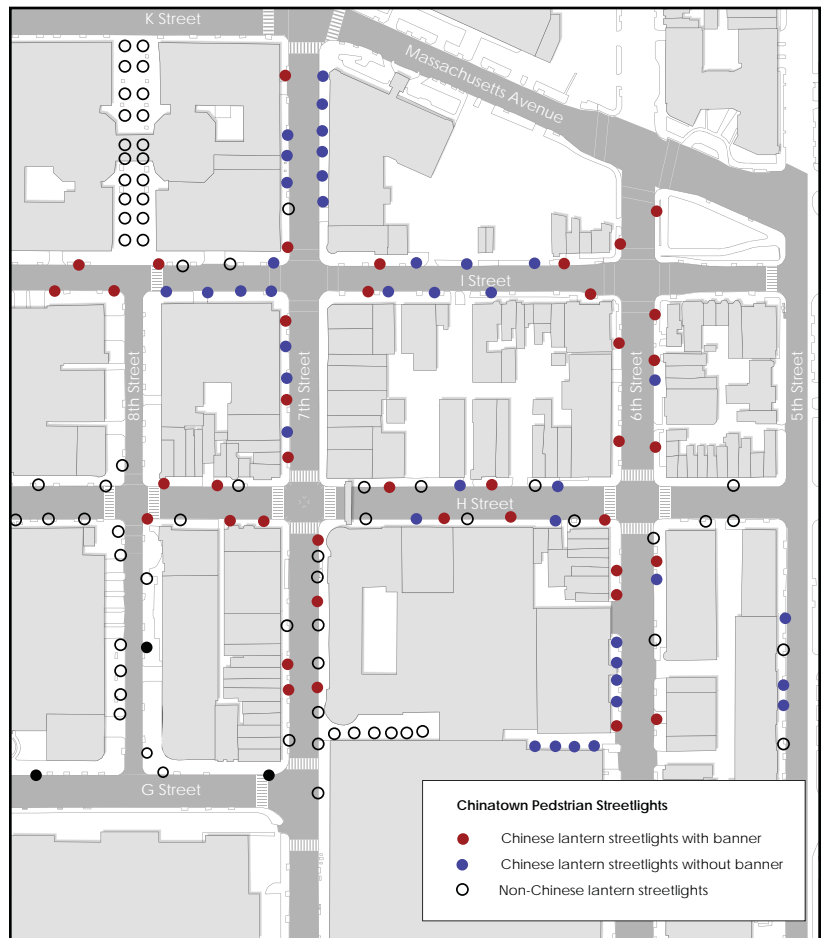 K Street
Massachusetts Avenue
I Street
8th Street
7th Street
6th Street
5th Street
H Street
G Street
Chinatown Pedstrian Streetlights
Chinese lantern streetlights with banner
Chinese lantern streetlights without banner
Non-Chinese lantern streetlights